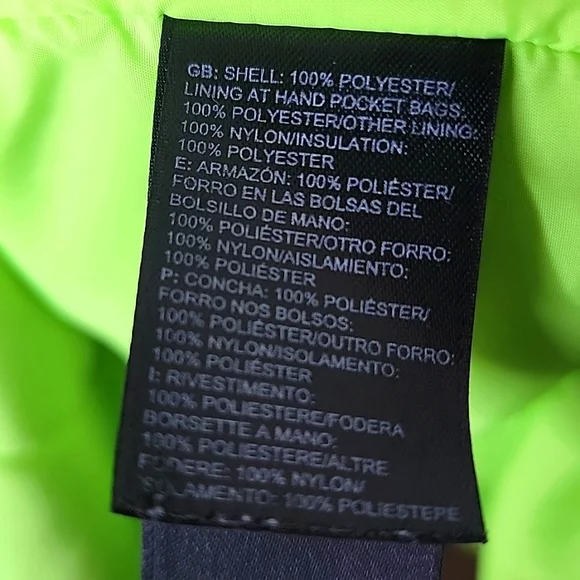 GB: SHELL: 100% POLYESTER/
LINING AT HAND POCKET BAGS:
100% POLYESTER/OTHER LINING:
100% NYLON/INSULATION:
100% POLYESTER
E: ARMAZÓN: 100% POLIÉSTER/
FORRO EN LAS BOLSAS DEL
BOLSILLO DE MANO:
100% POLIÉSTER/OTRO FORRO:
100% NYLON/AISLAMIENTO:
100% POLIÉSTER
P: CONCHA: 100% POLIÉSTER/
FORRO NOS BOLSOS:
100% POLIÉSTER/OUTRO FORRO:
100% NYLON/ISOLAMENTO:
100% POLIÉSTER
I: RIVESTIMENTO:
100% POLIESTERE/FODERA
BORSETTE A MANO:
100% POLIESTERE/ALTRE
FODERE: 100% NYLON/
ISOLAMENTO: 100% POLIESTEPE